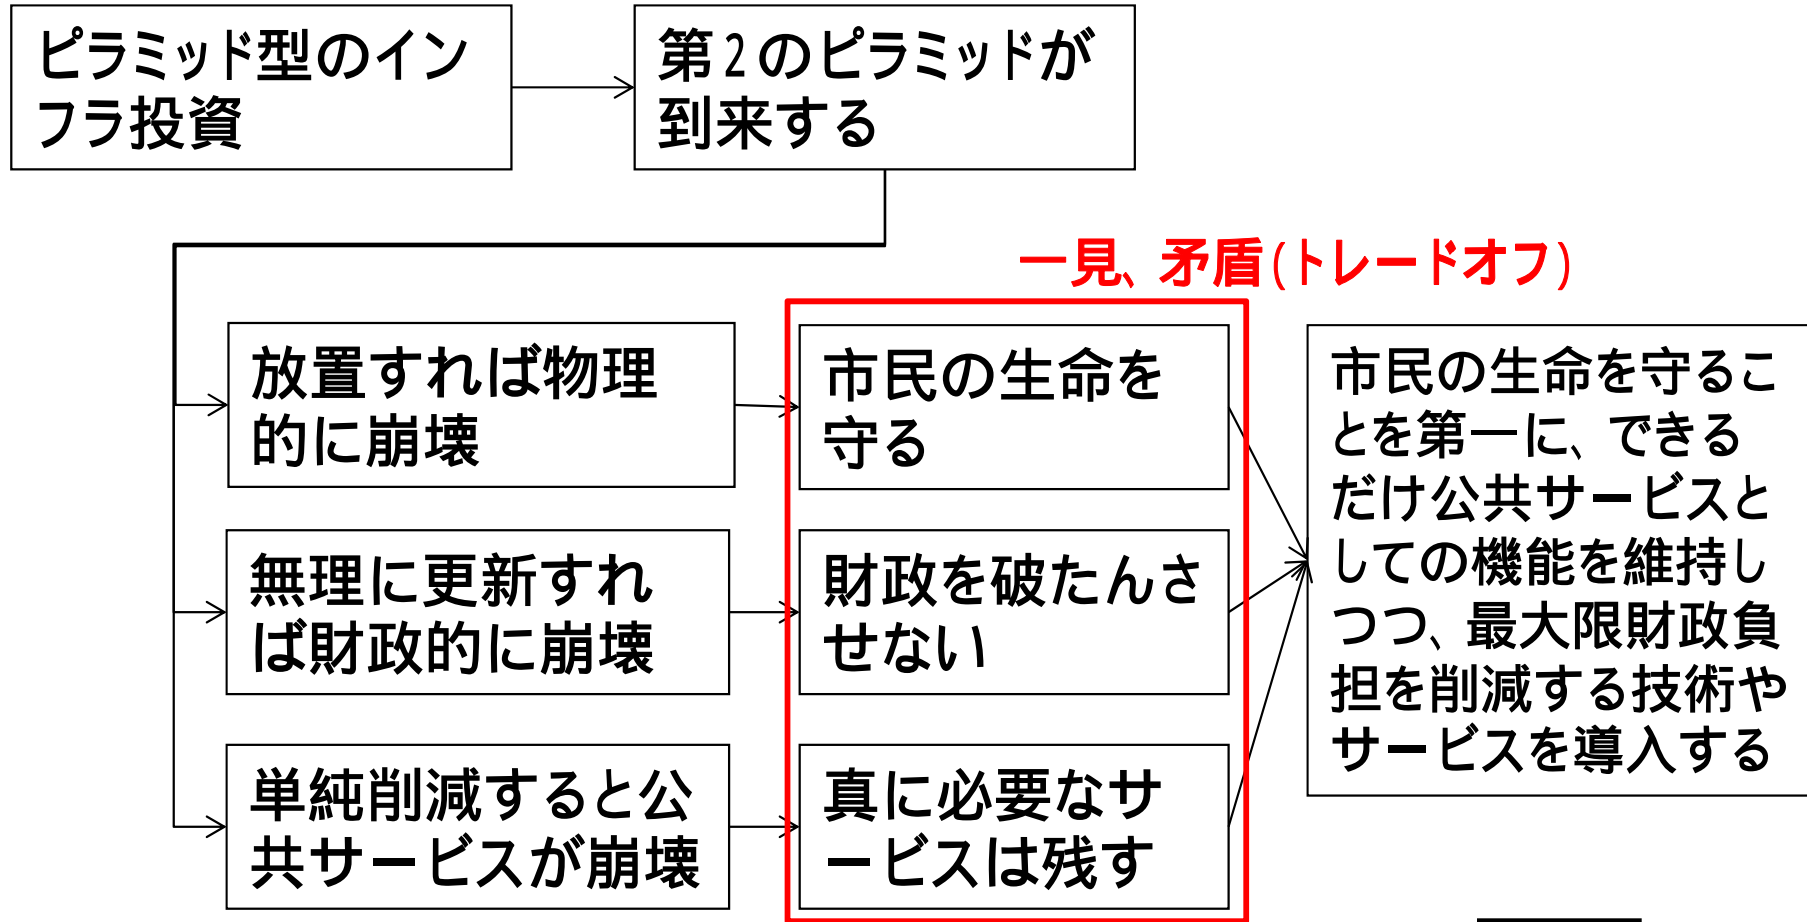 ピラミッド型のイン
フラ投資
第2のピラミッドが
到来する
一見、矛盾(トレードオフ)
放置すれば物理
的に崩壊
市民の生命を
守る
無理に更新すれ
ば財政的に崩壊
財政を破たんさ
せない
単純削減すると公
共サービスが崩壊
真に必要なサ
ービスは残す
市民の生命を守るこ
とを第一に、できる
だけ公共サービスと
しての機能を維持し
つつ、最大限財政負
担を削減する技術や
サービスを導入する